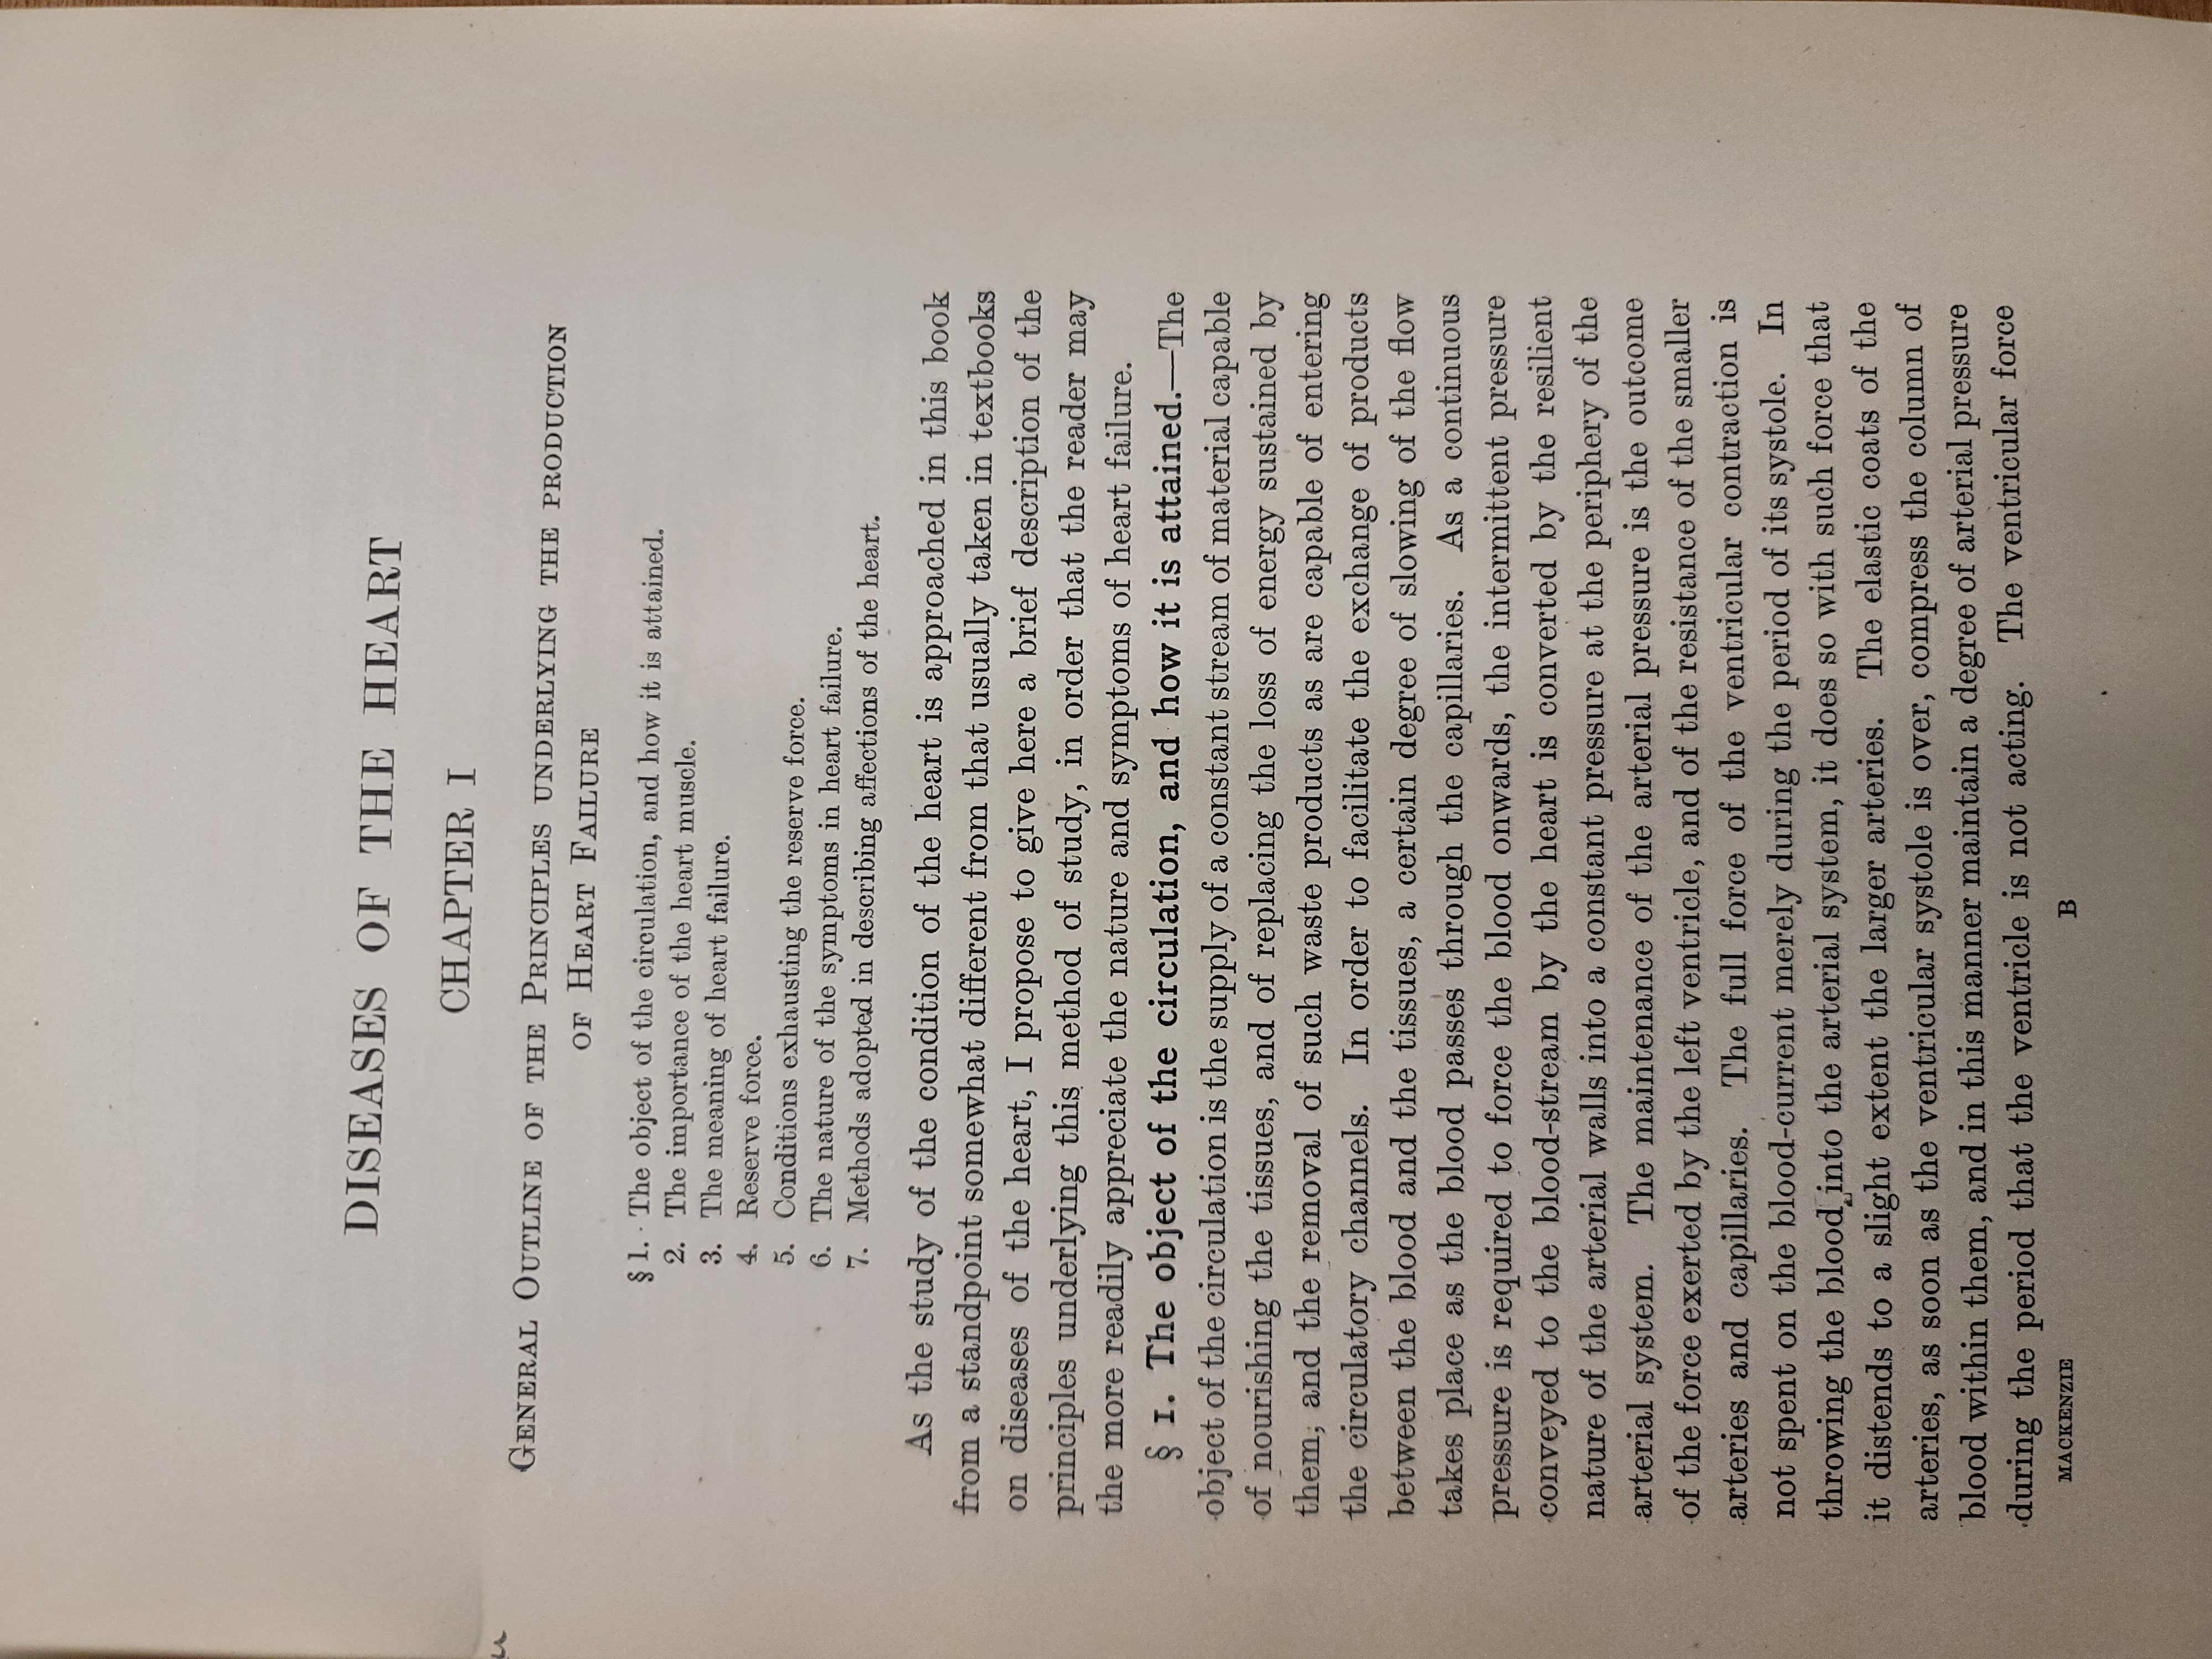 DISEASES OF THE HEART
CHAPTER I
General Outline of the Principles underlying the production
of Heart Failure
§ 1. The object of the circulation, and how it is attained.
2. The importance of the heart muscle.
3. The meaning of heart failure.
4. Reserve force.
5. Conditions exhausting the reserve force.
6. The nature of the symptoms in heart failure.
7. Methods adopted in describing affections of the heart.
As the study of the condition of the heart is approached in this book
from a standpoint somewhat different from that usually taken in textbooks
on diseases of the heart, I propose to give here a brief description of the
principles underlying this method of study, in order that the reader may
the more readily appreciate the nature and symptoms of heart failure.
§ 1. The object of the circulation, and how it is attained.—The
object of the circulation is the supply of a constant stream of material capable
of nourishing the tissues, and of replacing the loss of energy sustained by
them, and the removal of such waste products as are capable of entering
the circulatory channels. In order to facilitate the exchange of products
between the blood and the tissues, a certain degree of slowing of the flow
takes place as the blood passes through the capillaries. As a continuous
pressure is required to force the blood onwards, the intermittent pressure
conveyed to the blood-stream by the heart is converted by the resilient
nature of the arterial walls into a constant pressure at the periphery of the
arterial system. The maintenance of the arterial pressure is the outcome
of the force exerted by the left ventricle, and of the resistance of the smaller
arteries and capillaries. The full force of the ventricular contraction is
not spent on the blood-current merely during the period of its systole. In
throwing the blood into the arterial system, it does so with such force that
it distends to a slight extent the larger arteries. The elastic coats of the
arteries, as soon as the ventricular systole is over, compress the column of
blood within them, and in this manner maintain a degree of arterial pressure
during the period that the ventricle is not acting. The ventricular force
MACKENZIE B